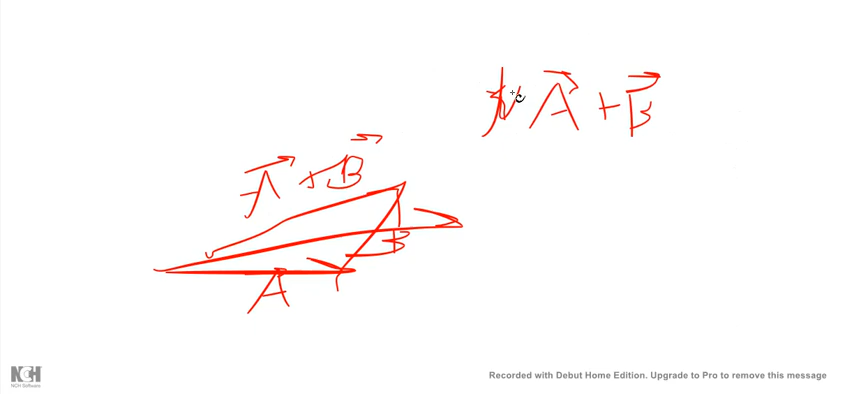 A + B
A + B
B
A
NCH
NCH Software
Recorded with Debut Home Edition. Upgrade to Pro to remove this message